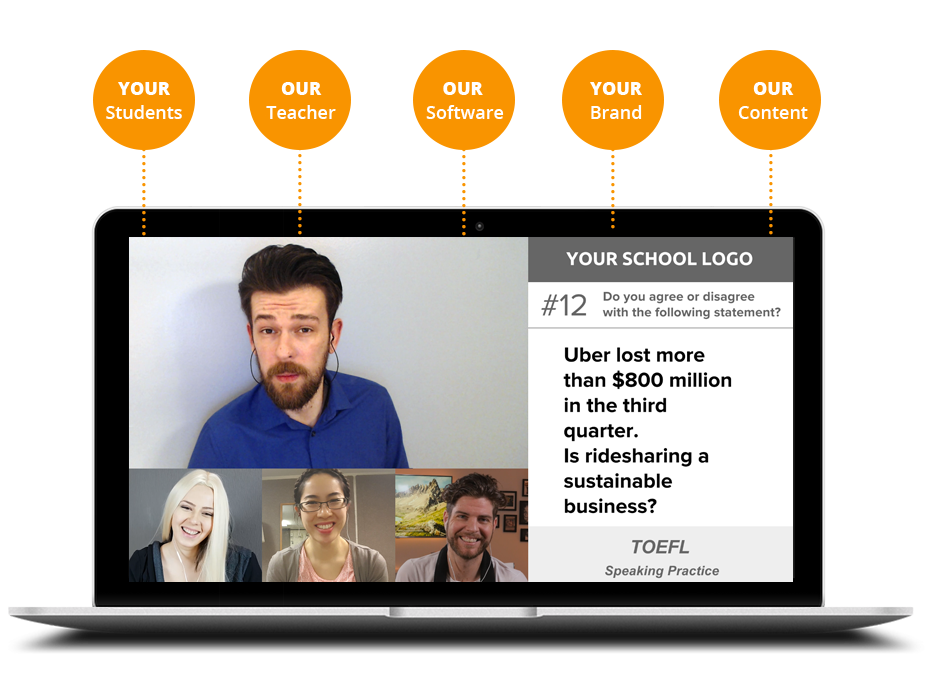 YOUR
Students
OUR
Teacher
OUR
Software
YOUR
Brand
OUR
Content
YOUR SCHOOL LOGO
#12
Do you agree or disagree
with the following statement?
Uber lost more
than $800 million
in the third
quarter.
Is ridesharing a
sustainable
business?
TOEFL
Speaking Practice